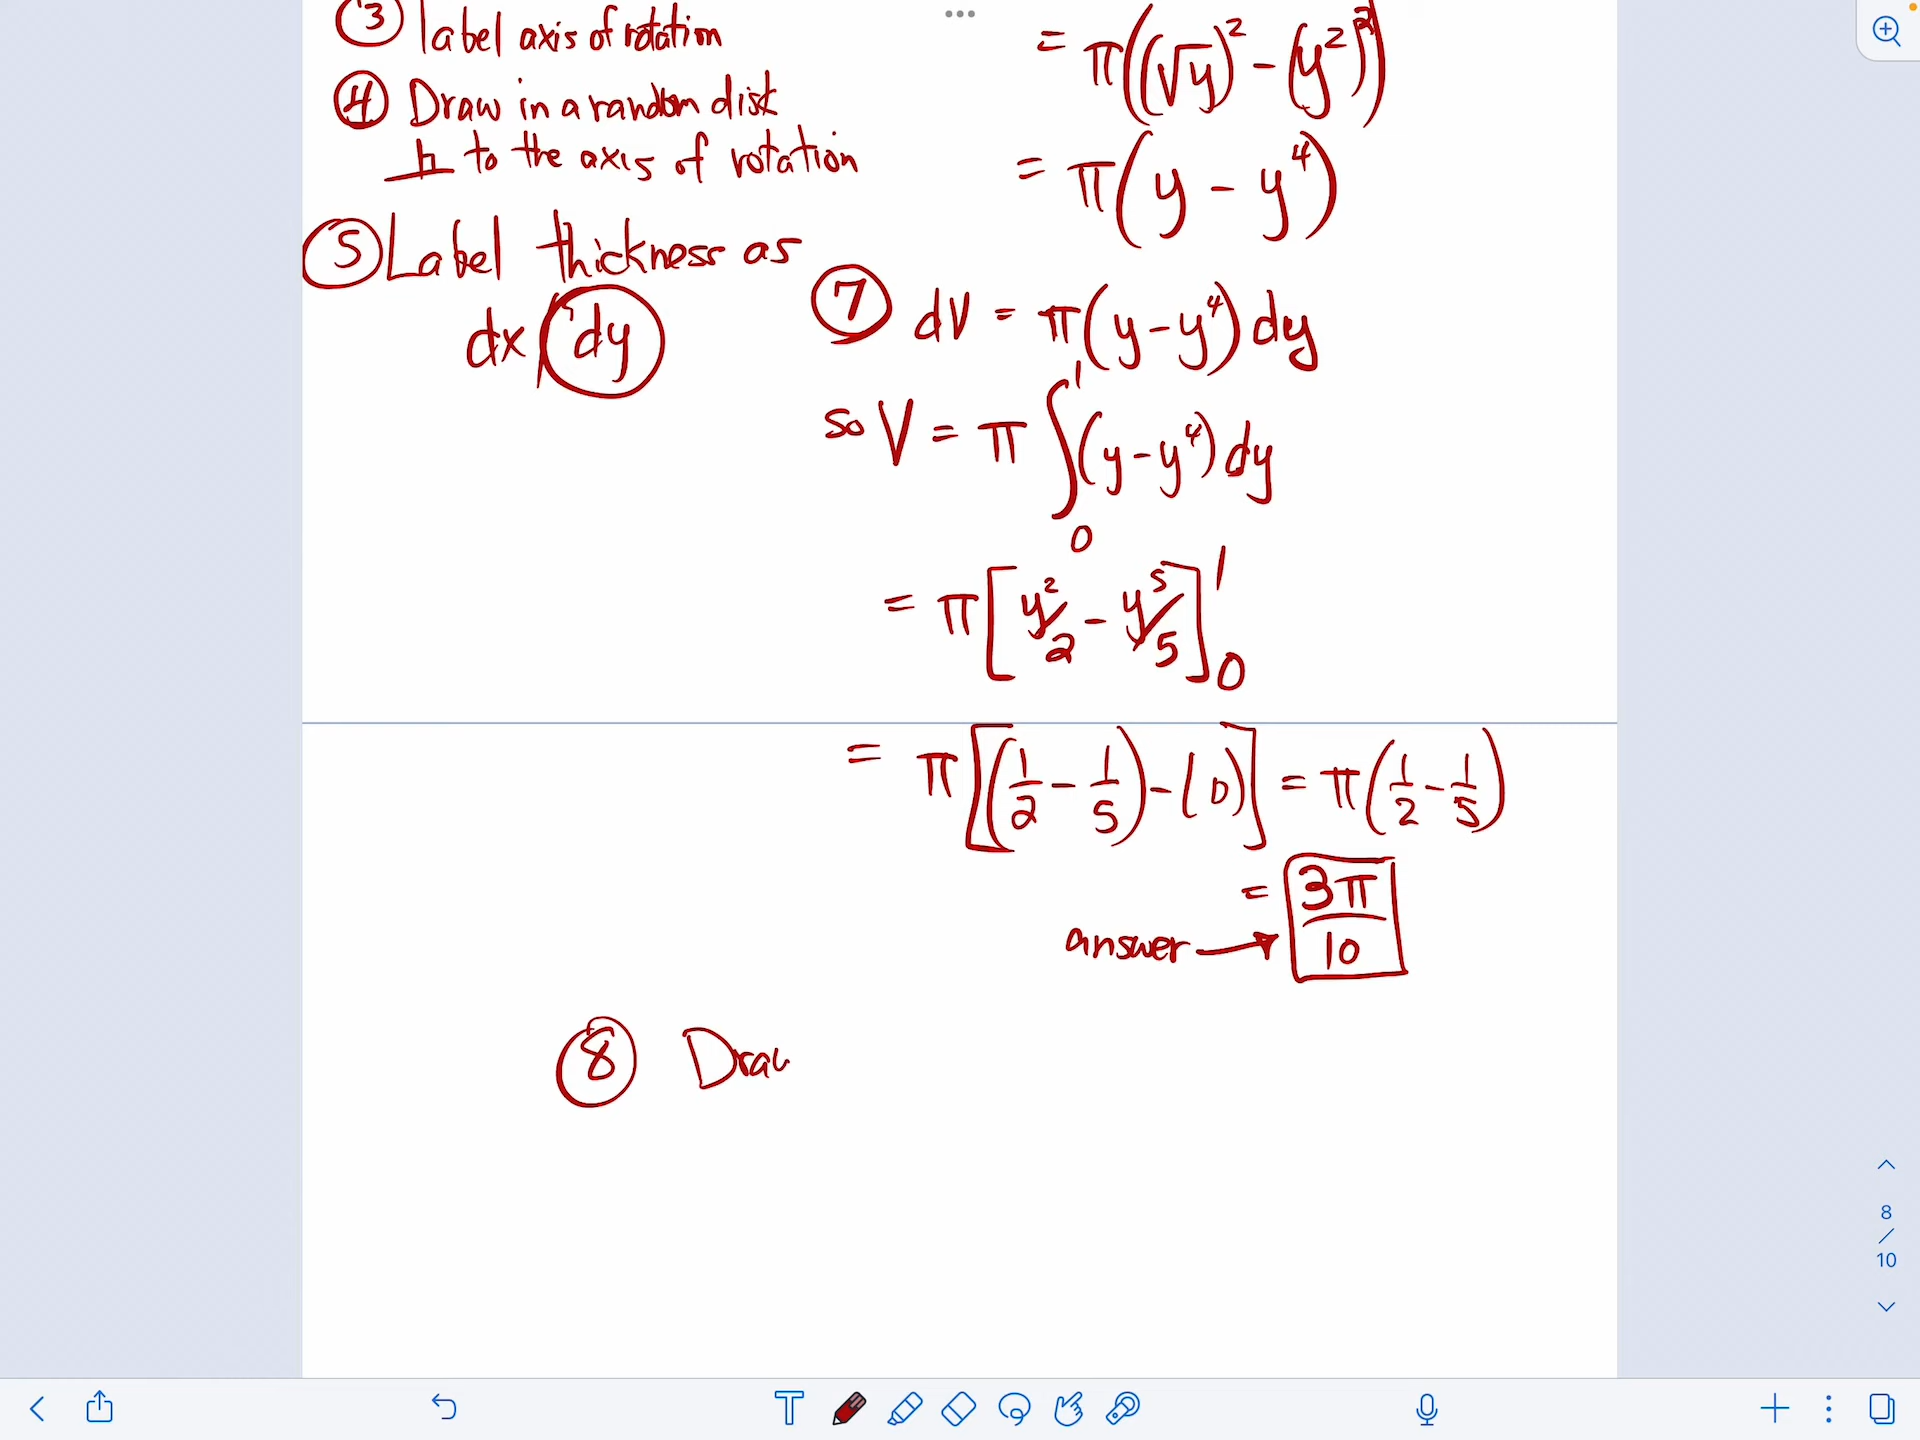 ③ label axis of rotation
④ Draw in a random disk
⊥ to the axis of rotation
⑤ Label thickness as
dx, dy
= π((√y)² - (y²)²)
= π(y - y⁴)
⑦ dV = π(y - y⁴) dy
so V = π ∫₀¹ (y - y⁴) dy
= π [y²/2 - y⁵/5]₀¹
= π[(1/2 - 1/5) - (0)] = π(1/2 - 1/5)
= 3π/10
answer →
⑧ Draw
8
/
10